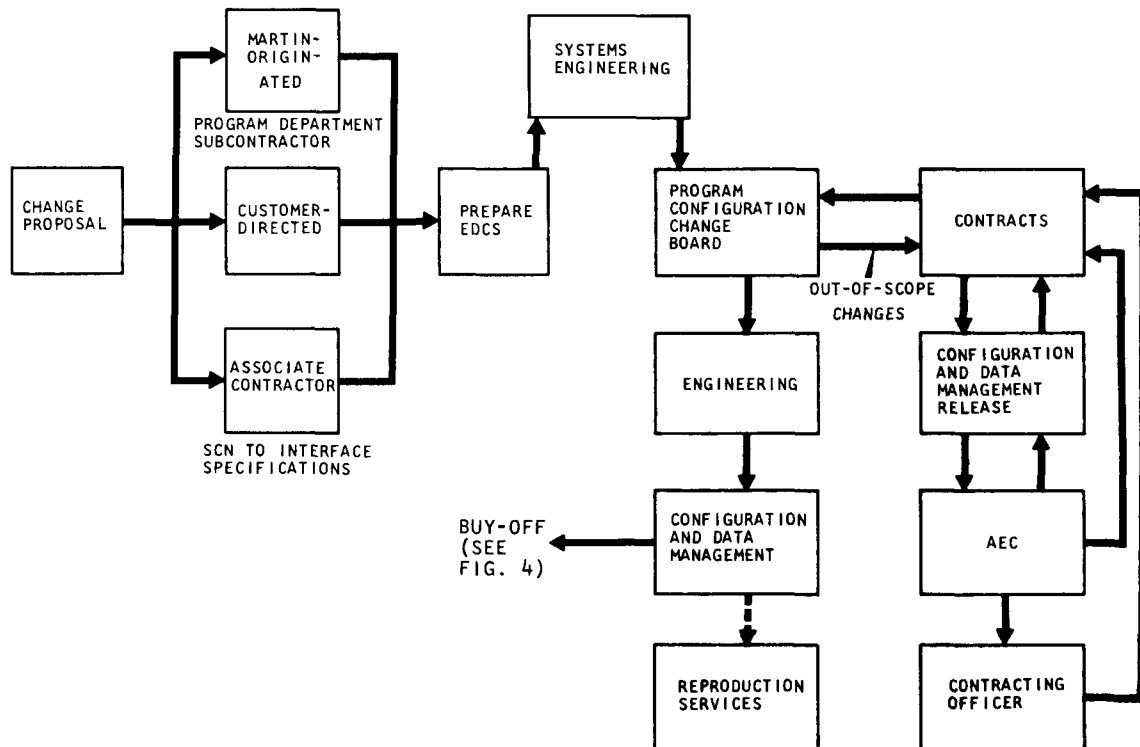 MARTIN-
ORIGIN-
ATED
PROGRAM DEPARTMENT
SUBCONTRACTOR
CHANGE
PROPOSAL
CUSTOMER-
DIRECTED
ASSOCIATE
CONTRACTOR
SCN TO INTERFACE
SPECIFICATIONS
PREPARE
EDCS
SYSTEMS
ENGINEERING
PROGRAM
CONFIGURATION
CHANGE
BOARD
CONTRACTS
OUT-OF-SCOPE
CHANGES
ENGINEERING
CONFIGURATION
AND DATA
MANAGEMENT
RELEASE
BUY-OFF
(SEE
FIG. 4)
CONFIGURATION
AND DATA
MANAGEMENT
AEC
REPRODUCTION
SERVICES
CONTRACTING
OFFICER